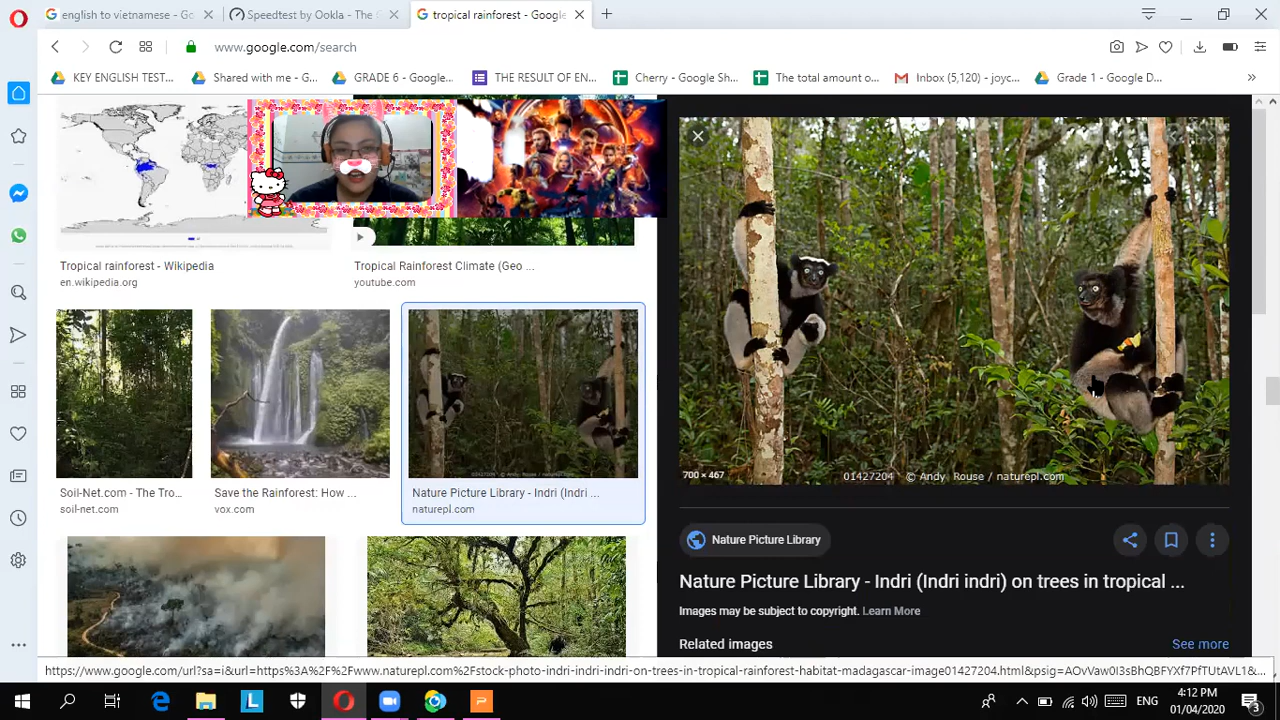 english to vietnamese - Go
Speedtest by Ookla - The
tropical rainforest - Google
www.google.com/search
KEY ENGLISH TEST...
Shared with me - G...
GRADE 6 - Google...
THE RESULT OF EN...
Cherry - Google Sh...
The total amount o...
Inbox (5,120) - joyc...
Grade 1 - Google D...
Tropical rainforest - Wikipedia
en.wikipedia.org
Tropical Rainforest Climate (Geo ...
youtube.com
Soil-Net.com - The Tro...
soil-net.com
Save the Rainforest: How ...
vox.com
Nature Picture Library - Indri (Indri ...
naturepl.com
700 × 467
01427204 © Andy Rouse / naturepl.com
Nature Picture Library
Nature Picture Library - Indri (Indri indri) on trees in tropical ...
Images may be subject to copyright. Learn More
Related images
See more
https://www.google.com/url?sa=i&url=https%3A%2F%2Fwww.naturepl.com%2Fstock-photo-indri-indri-indri-on-trees-in-tropical-rainforest-habitat-madagascar-image01427204.html&psig=AOvVaw0I3sBhQBFYXf7PfTUtAVL1&...
ENG
4:12 PM
01/04/2020
3